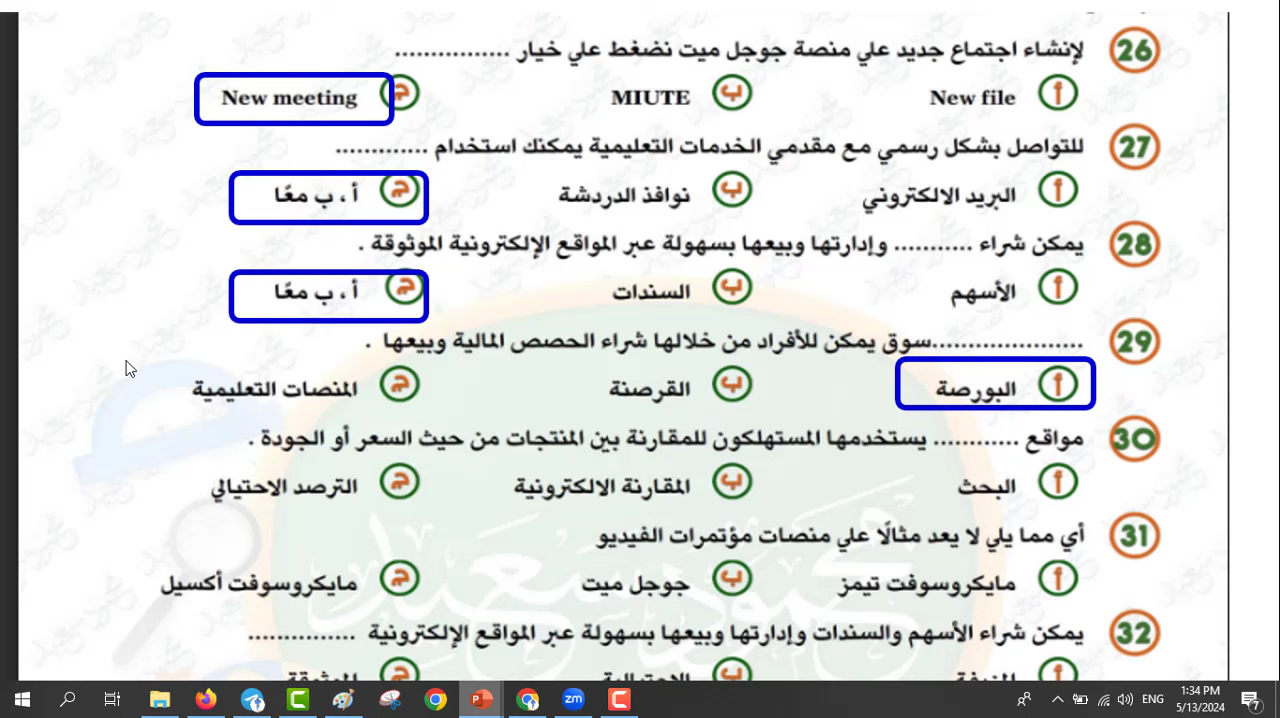 26 لإنشاء اجتماع جديد علي منصة جوجل ميت نضغط علي خيار ................
أ New file ب MIUTE ج New meeting
27 للتواصل بشكل رسمي مع مقدمي الخدمات التعليمية يمكنك استخدام .............
أ البريد الالكتروني ب نوافذ الدردشة ج أ ، ب معًا
28 يمكن شراء ........... وإدارتها وبيعها بسهولة عبر المواقع الإلكترونية الموثوقة .
أ الأسهم ب السندات ج أ ، ب معًا
29 .....................سوق يمكن للأفراد من خلالها شراء الحصص المالية وبيعها .
أ البورصة ب القرصنة ج المنصات التعليمية
30 مواقع ............ يستخدمها المستهلكون للمقارنة بين المنتجات من حيث السعر أو الجودة .
أ البحث ب المقارنة الالكترونية ج الترصد الاحتيالي
31 أي مما يلي لا يعد مثالًا علي منصات مؤتمرات الفيديو
أ مايكروسوفت تيمز ب جوجل ميت ج مايكروسوفت أكسيل
32 يمكن شراء الأسهم والسندات وإدارتها وبيعها بسهولة عبر المواقع الإلكترونية ...............
محمود سعيد
ENG 1:34 PM
5/13/2024
7